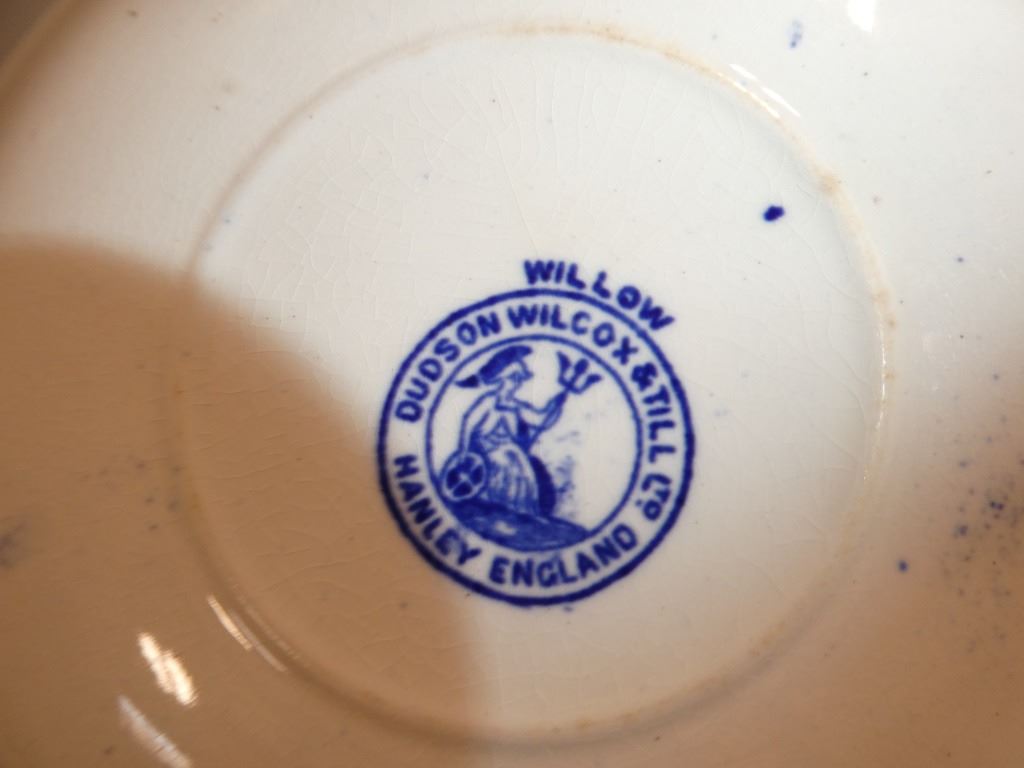 WILLOW
DUDSON WILCOX & TILL LTD
HANLEY ENGLAND